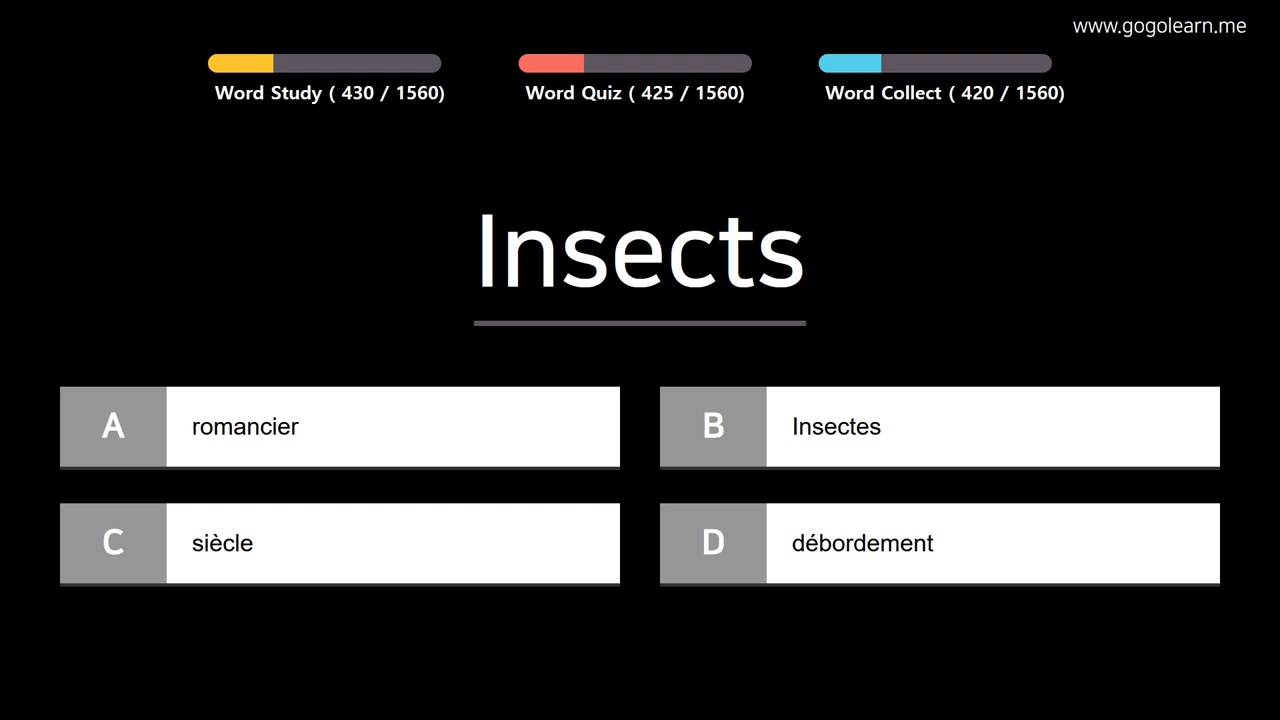 www.gogolearn.me
Word Study ( 430 / 1560)
Word Quiz ( 425 / 1560)
Word Collect ( 420 / 1560)
Insects
A
romancier
B
Insectes
C
siècle
D
débordement